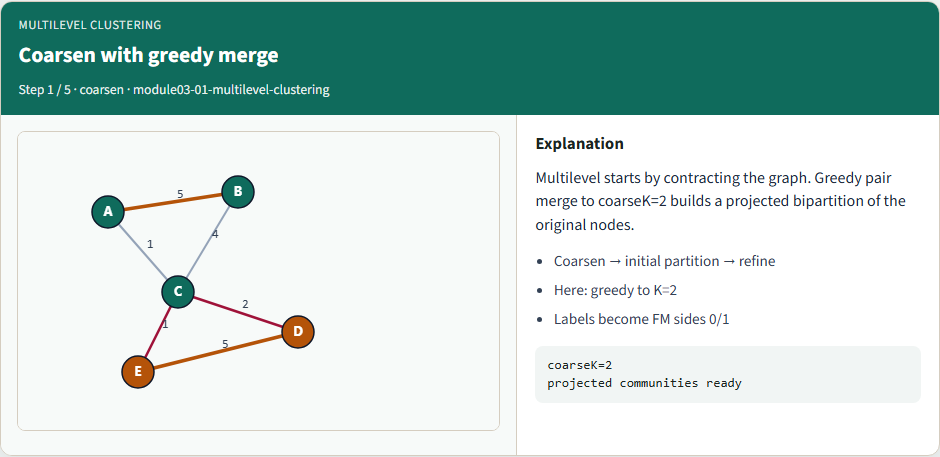 MULTILEVEL CLUSTERING
Coarsen with greedy merge
Step 1 / 5 · coarsen · module03-01-multilevel-clustering
A
B
C
D
E
5
1
4
2
1
5
Explanation
Multilevel starts by contracting the graph. Greedy pair
merge to coarseK=2 builds a projected bipartition of the
original nodes.
• Coarsen → initial partition → refine
• Here: greedy to K=2
• Labels become FM sides 0/1
coarseK=2
projected communities ready